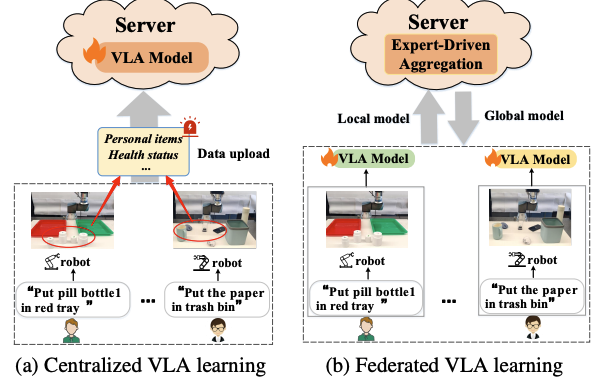 Server
VLA Model
Personal items
Health status
...
Data upload
robot
robot
“Put pill bottle1
in red tray ”
...
“Put the paper
in trash bin”
(a) Centralized VLA learning
Server
Expert-Driven
Aggregation
Local model
Global model
VLA Model
VLA Model
robot
robot
“Put pill bottle1
in red tray ”
...
“Put the paper
in trash bin”
(b) Federated VLA learning